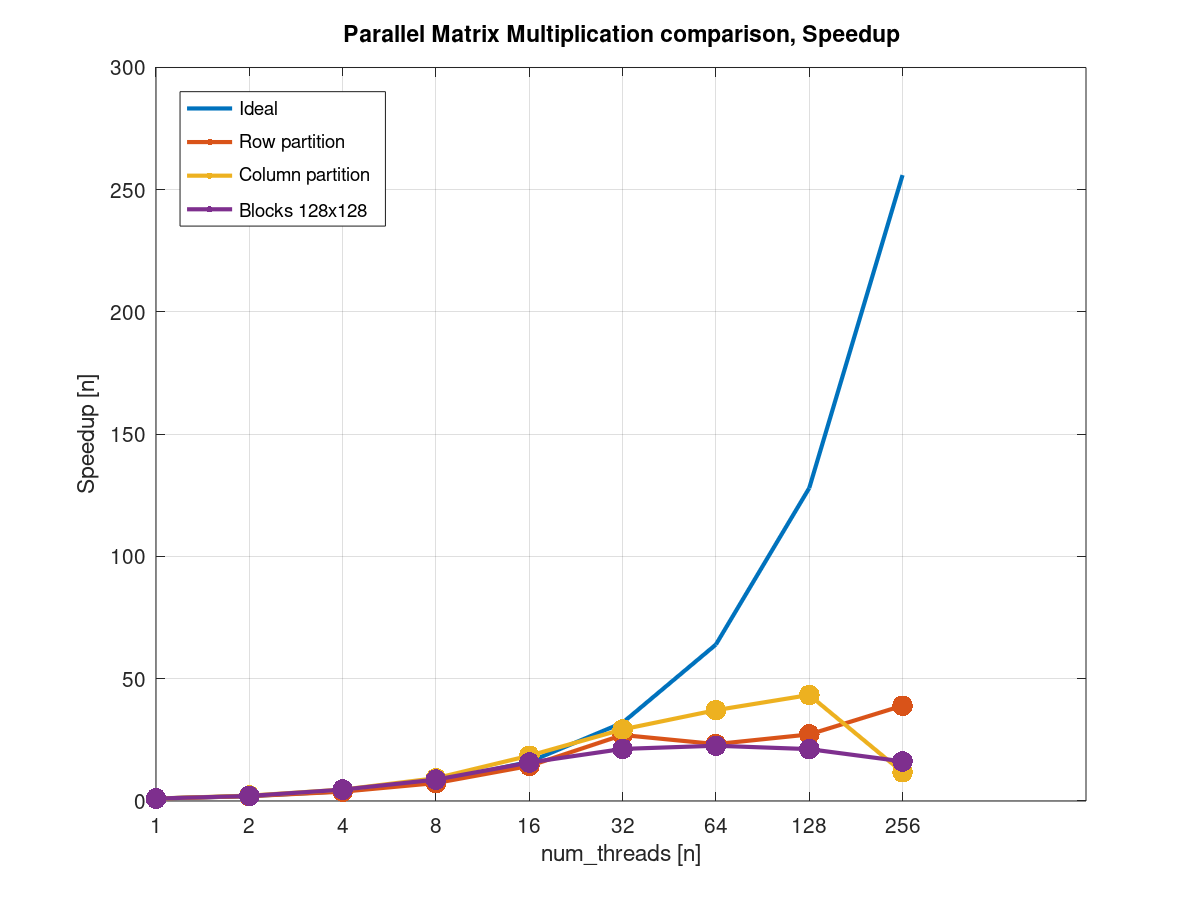 Parallel Matrix Multiplication comparison, Speedup
300
250
200
150
100
50
0
Speedup [n]
Ideal
Row partition
Column partition
Blocks 128x128
1 2 4 8 16 32 64 128 256
num_threads [n]